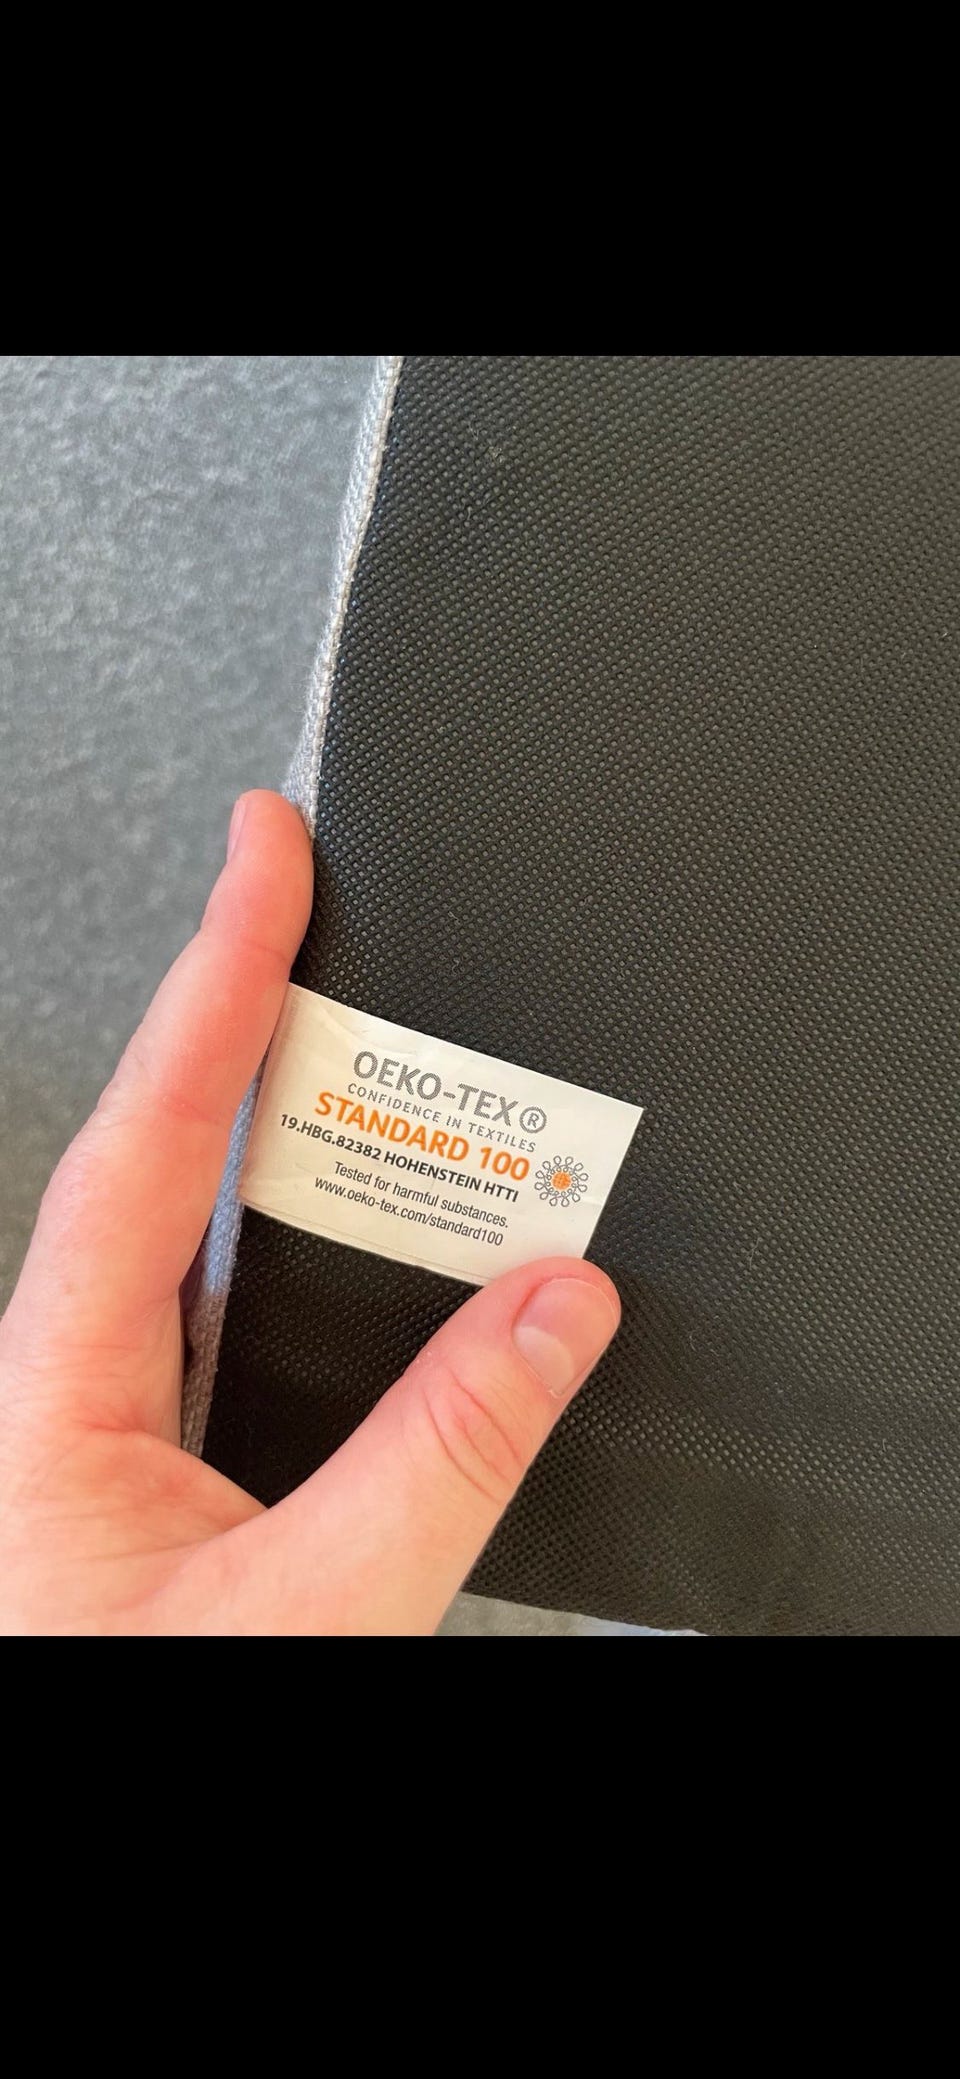 OEKO-TEX®
CONFIDENCE IN TEXTILES
STANDARD 100
19.HBG.82382 HOHENSTEIN HTTI
Tested for harmful substances.
www.oeko-tex.com/standard100